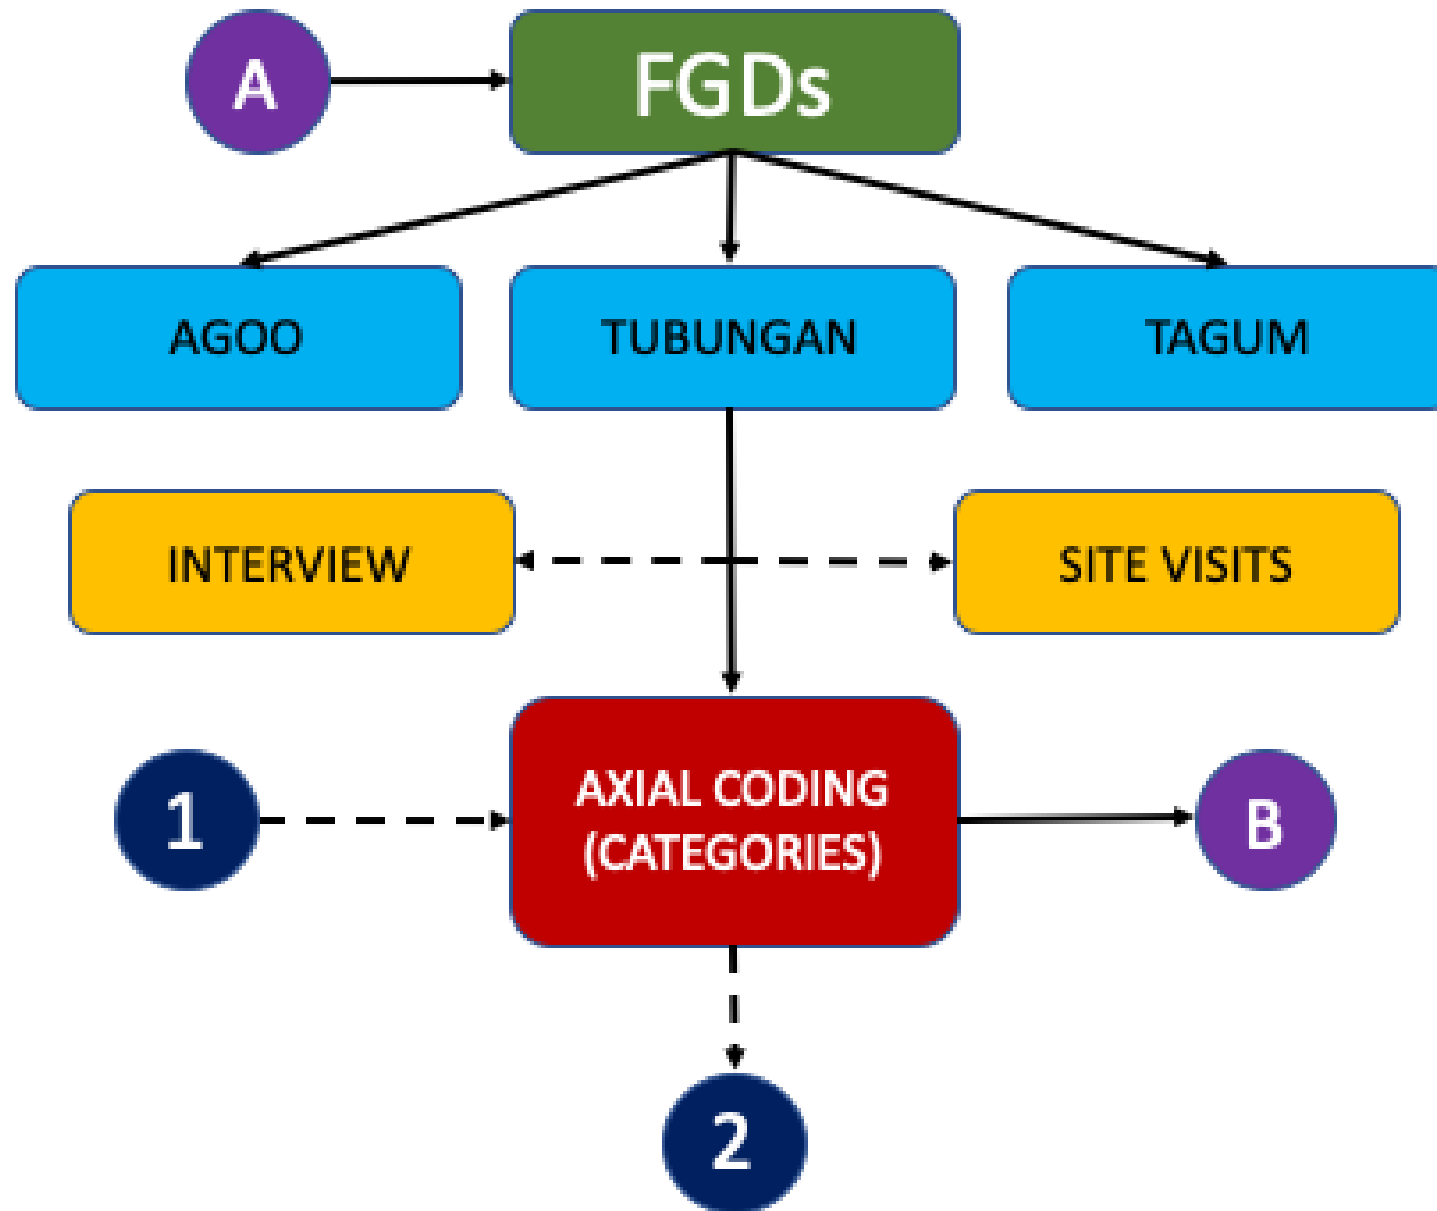 A
FGDs
AGOO
TUBUNGAN
TAGUM
INTERVIEW
SITE VISITS
1
AXIAL CODING
(CATEGORIES)
B
2